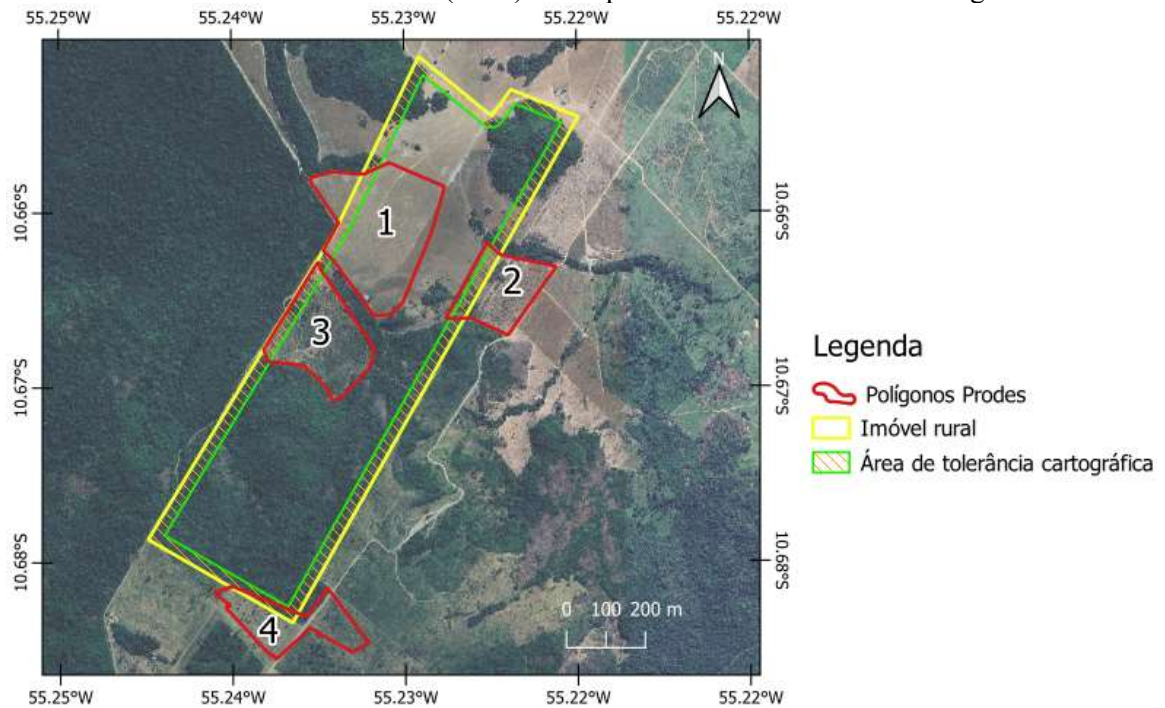 55.25°W 55.24°W 55.23°W 55.22°W 55.22°W
N
10.66°S 10.66°S
1
2
3
10.67°S 10.67°S
Legenda
Polígonos Prodes
Imóvel rural
Área de tolerância cartográfica
10.68°S 10.68°S
0 100 200 m
4
55.25°W 55.24°W 55.23°W 55.22°W 55.22°W